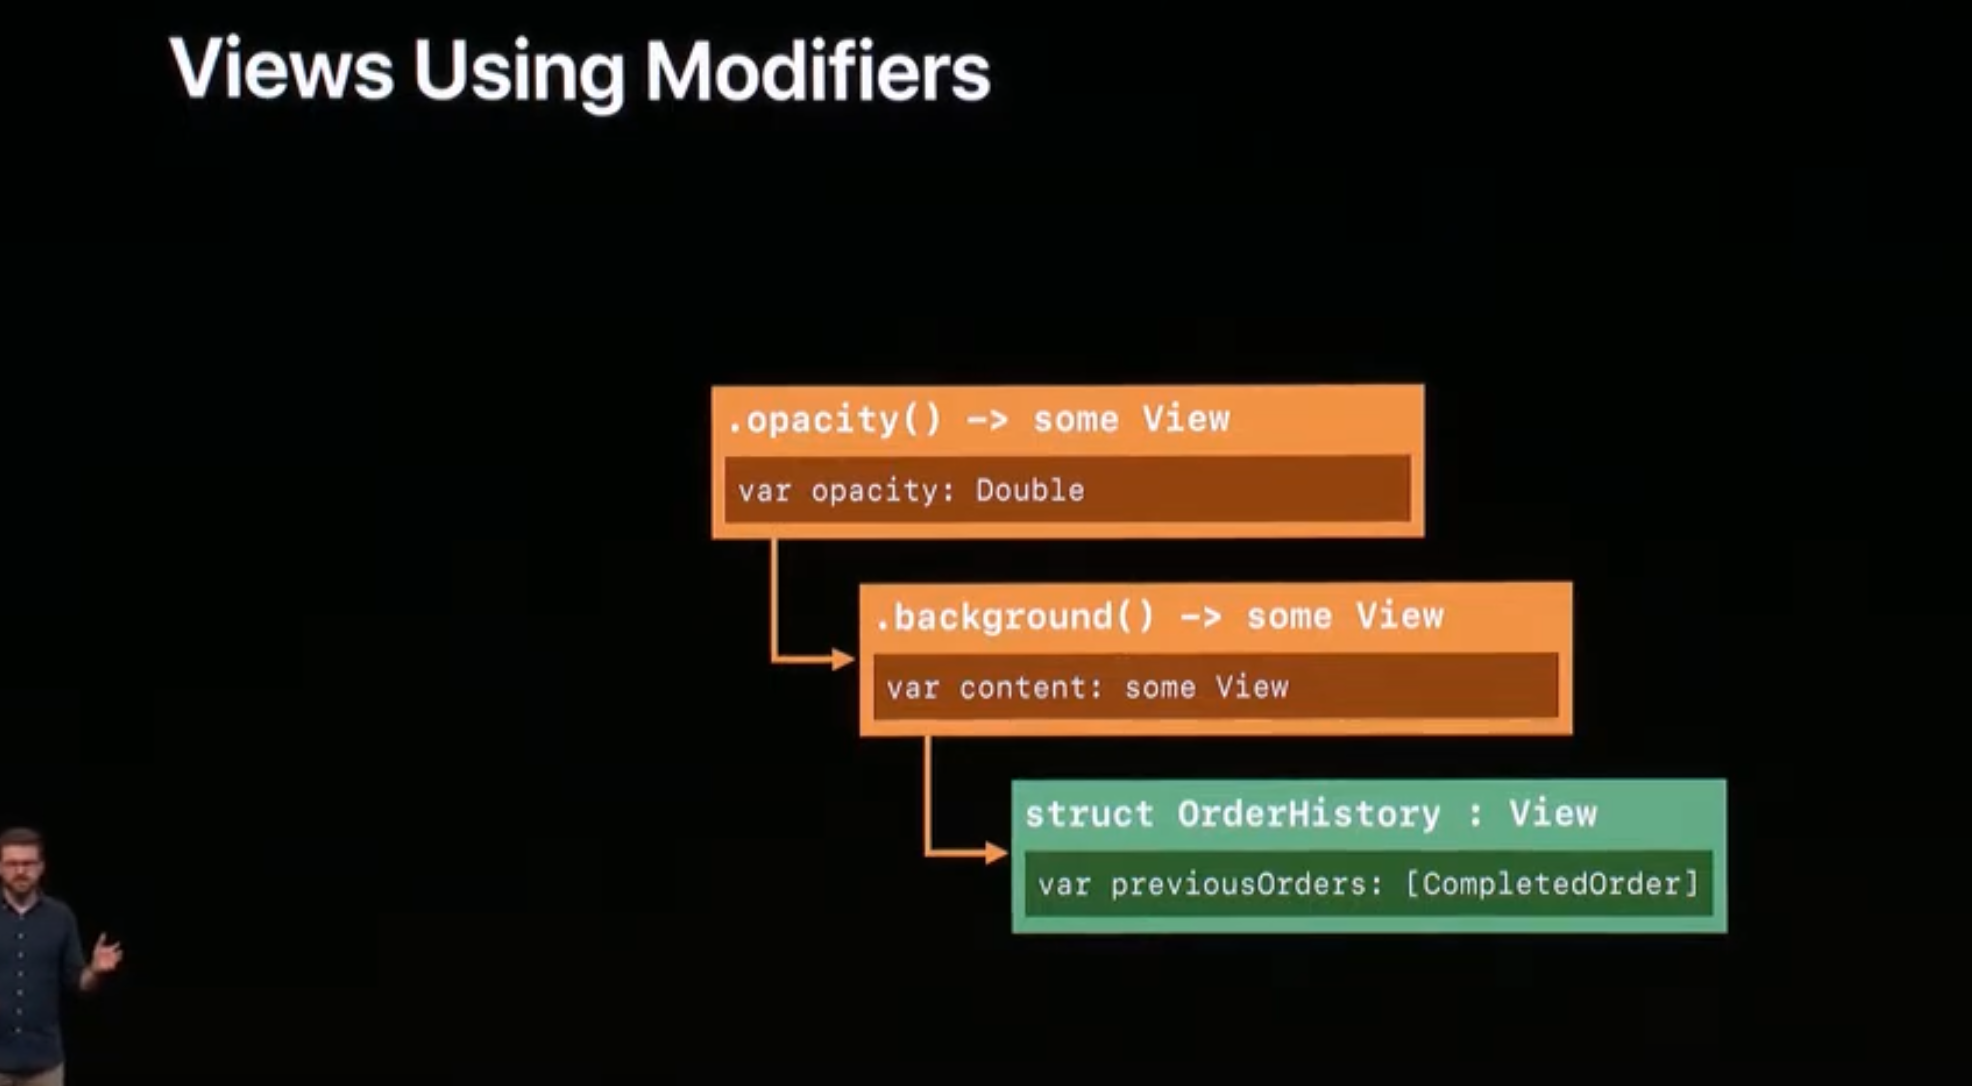 Views Using Modifiers
.opacity() -> some View
var opacity: Double
.background() -> some View
var content: some View
struct OrderHistory : View
var previousOrders: [CompletedOrder]